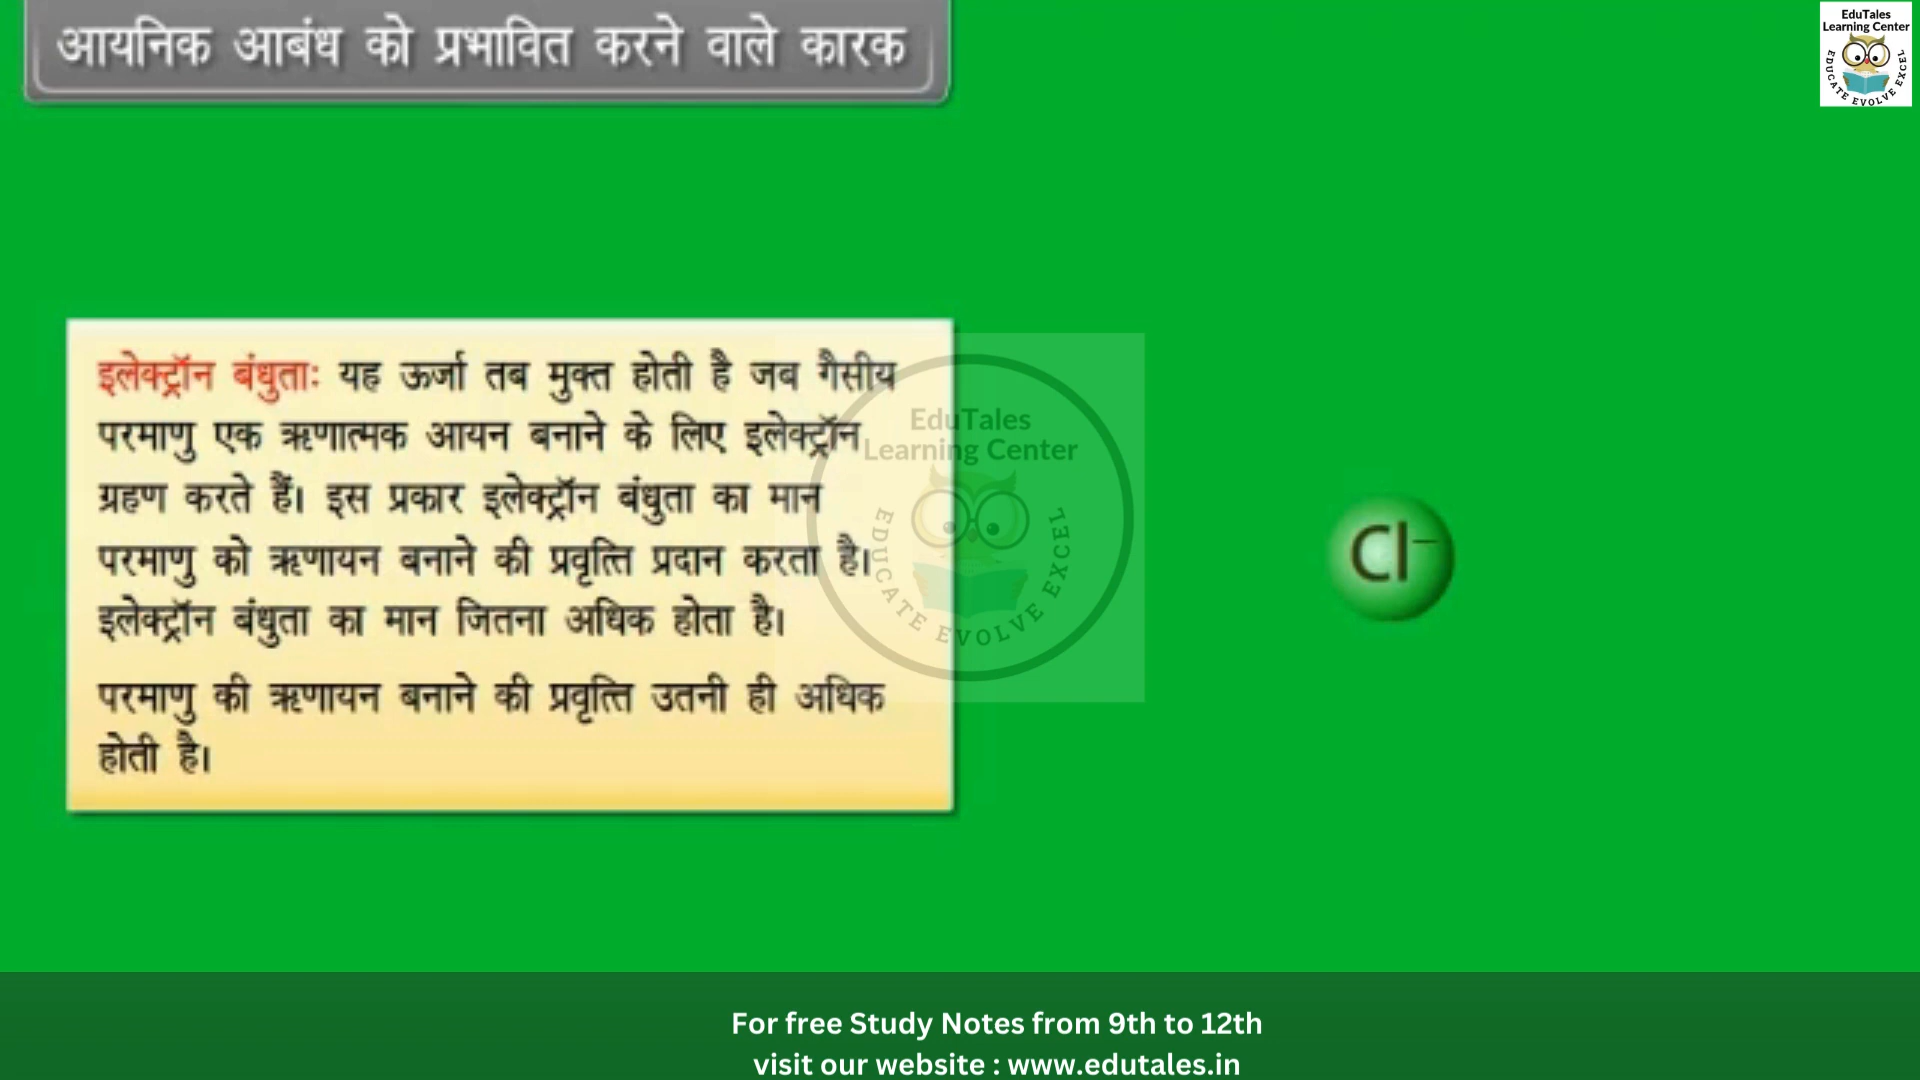 आयनिक आबंध को प्रभावित करने वाले कारक
EduTales
Learning Center
EDUCATE EVOLVE EXCEL
इलेक्ट्रॉन बंधुताः यह ऊर्जा तब मुक्त होती है जब गैसीय
परमाणु एक ऋणात्मक आयन बनाने के लिए इलेक्ट्रॉन
ग्रहण करते हैं। इस प्रकार इलेक्ट्रॉन बंधुता का मान
परमाणु को ऋणायन बनाने की प्रवृत्ति प्रदान करता है।
इलेक्ट्रॉन बंधुता का मान जितना अधिक होता है।
परमाणु की ऋणायन बनाने की प्रवृत्ति उतनी ही अधिक
होती है।
EduTales
Learning Center
EDUCATE EVOLVE EXCEL
Cl⁻
For free Study Notes from 9th to 12th
visit our website : www.edutales.in